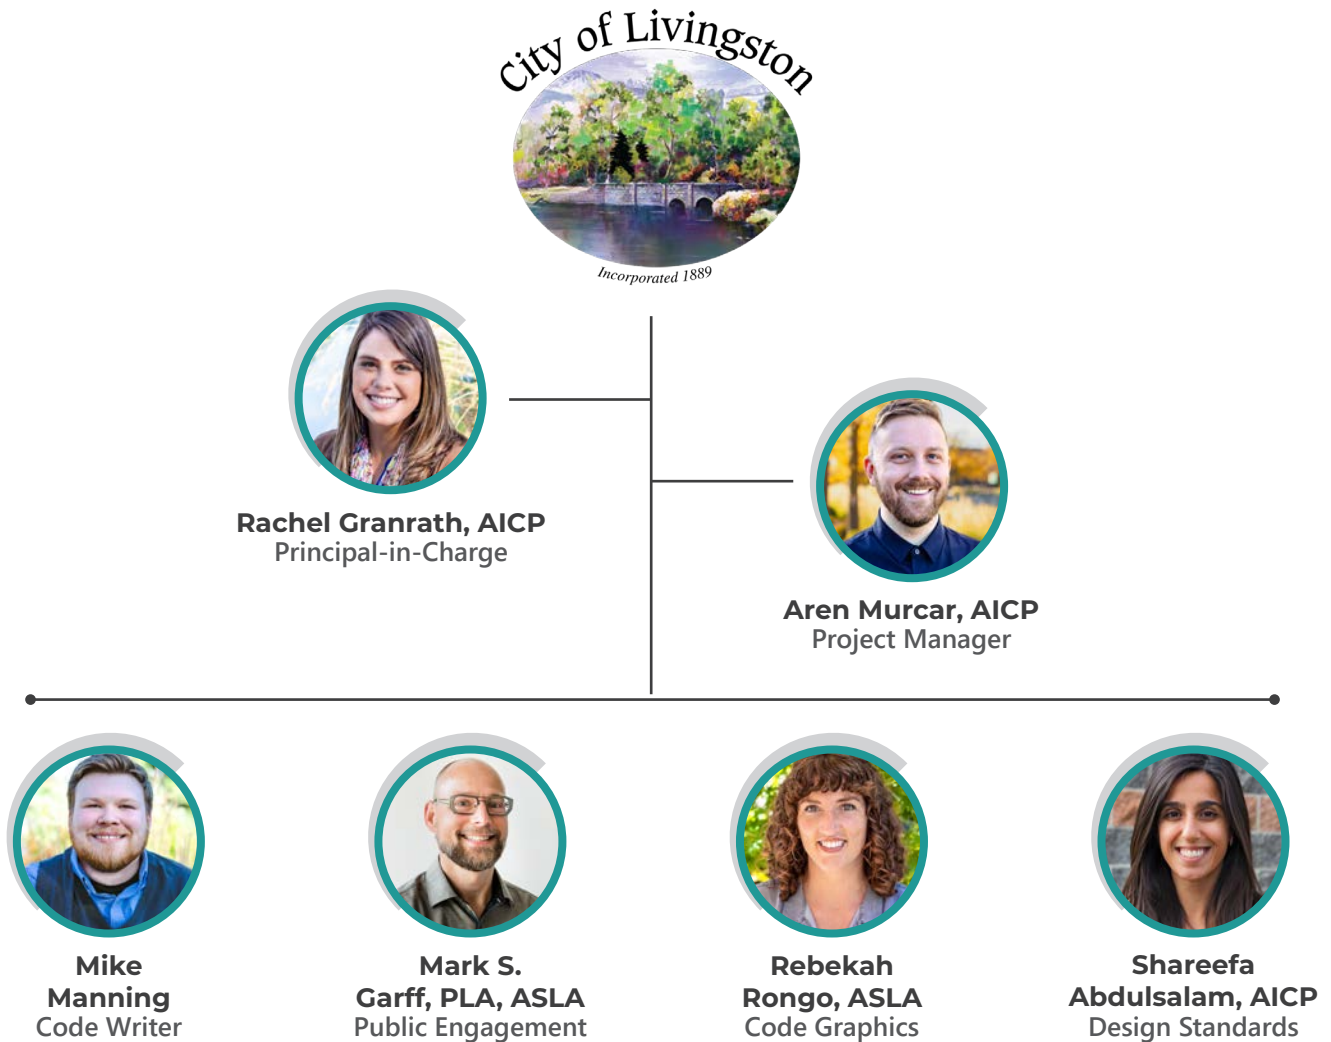 City of Livingston
Incorporated 1889
Rachel Granrath, AICP
Principal-in-Charge
Aren Murcar, AICP
Project Manager
Mike
Manning
Code Writer
Mark S.
Garff, PLA, ASLA
Public Engagement
Rebekah
Rongo, ASLA
Code Graphics
Shareefa
Abdulsalam, AICP
Design Standards